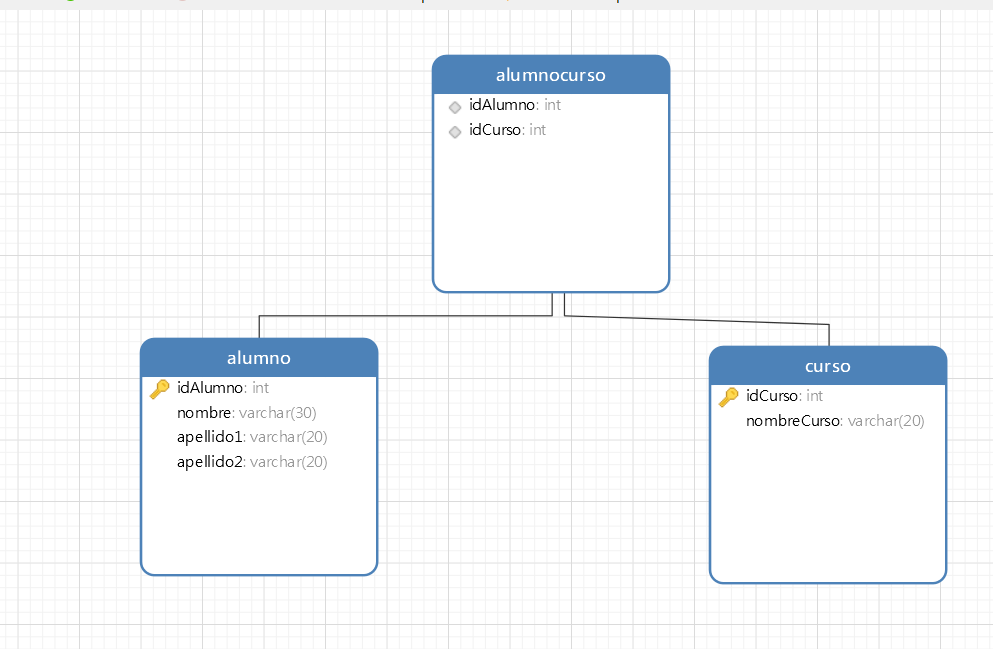 alumnocurso
idAlumno: int
idCurso: int
alumno
idAlumno: int
nombre: varchar(30)
apellido1: varchar(20)
apellido2: varchar(20)
curso
idCurso: int
nombreCurso: varchar(20)